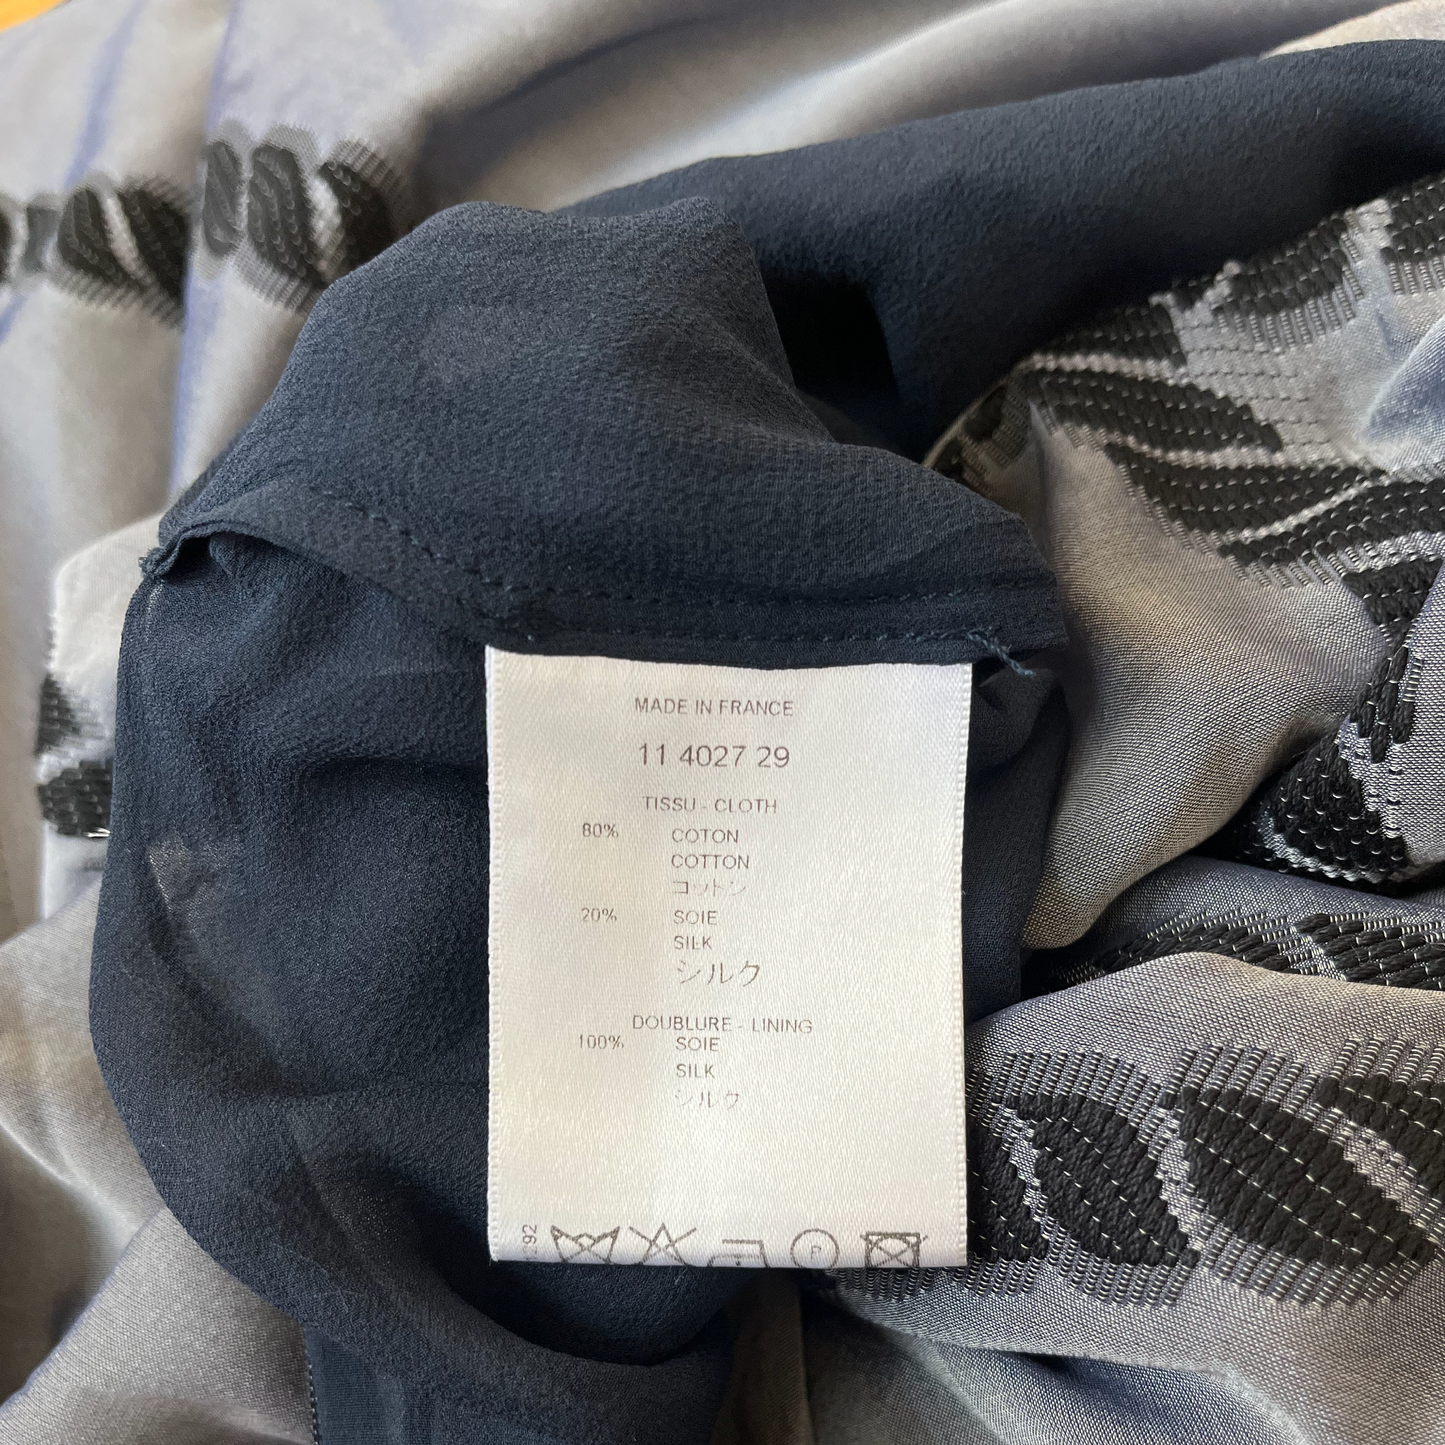 MADE IN FRANCE
11 4027 29
TISSU - CLOTH
80% COTON
COTTON
コットン
20% SOIE
SILK
シルク
DOUBLURE - LINING
100% SOIE
SILK
シルク
P